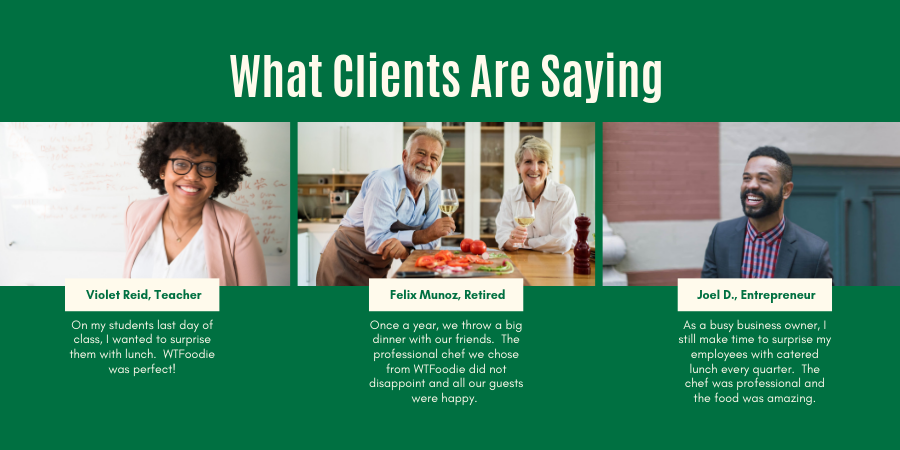 What Clients Are Saying
Violet Reid, Teacher
On my students last day of
class, I wanted to surprise
them with lunch.  WTFoodie
was perfect!
Felix Munoz, Retired
Once a year, we throw a big
dinner with our friends.  The
professional chef we chose
from WTFoodie did not
disappoint and all our guests
were happy.
Joel D., Entrepreneur
As a busy business owner, I
still make time to surprise my
employees with catered
lunch every quarter.  The
chef was professional and
the food was amazing.